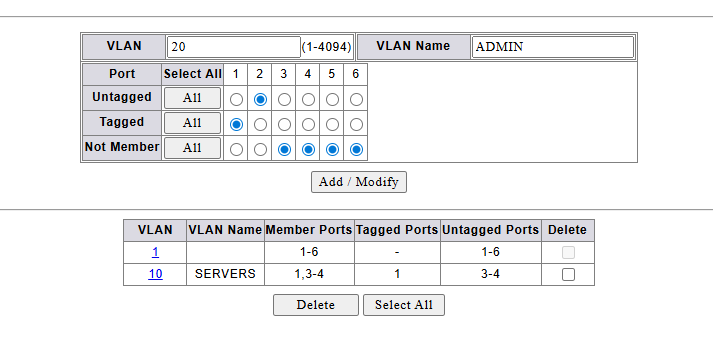 VLAN 20 (1-4094) VLAN Name ADMIN
Port Select All 1 2 3 4 5 6
Untagged All
Tagged All
Not Member All
Add / Modify
VLAN VLAN Name Member Ports Tagged Ports Untagged Ports Delete
1 1-6 - 1-6
10 SERVERS 1,3-4 1 3-4
Delete Select All